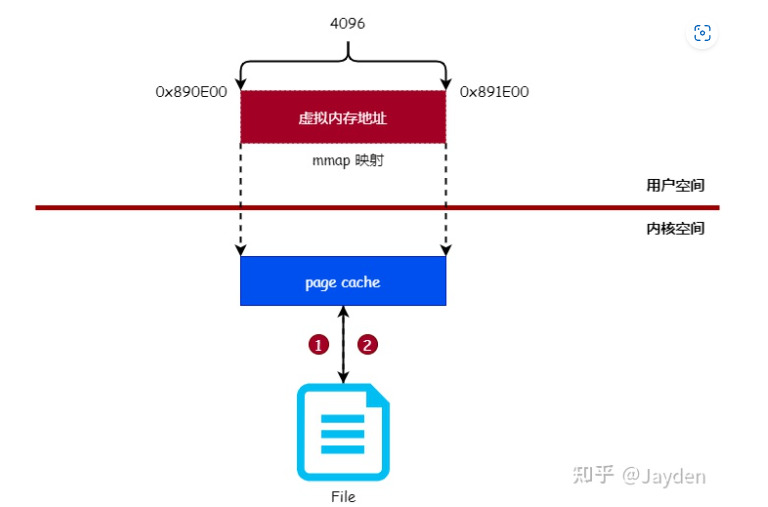 4096
0x890E00
0x891E00
虚拟内存地址
mmap 映射
用户空间
内核空间
page cache
1
2
File
知乎 @Jayden